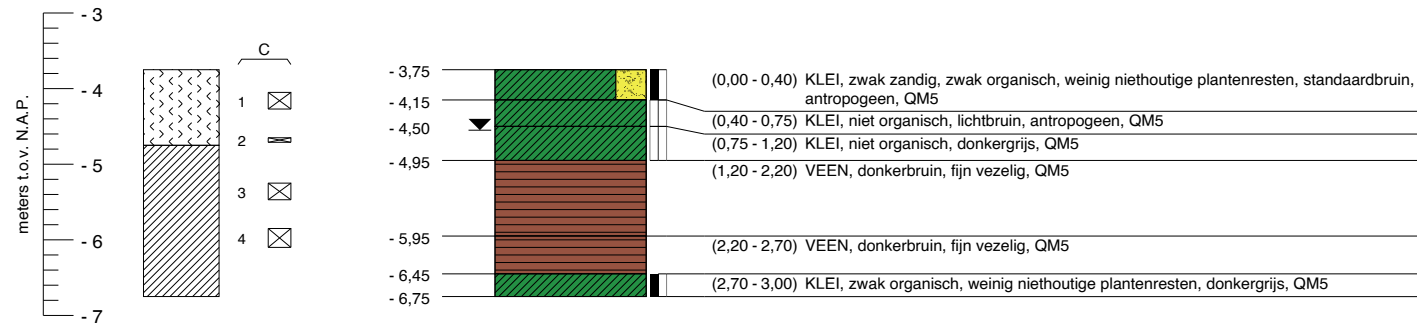 - 3
- 4
- 5
- 6
- 7
meters t.o.v. N.A.P.
C
1
2
3
4
- 3,75
- 4,15
- 4,50
- 4,95
- 5,95
- 6,45
- 6,75
(0,00 - 0,40) KLEI, zwak zandig, zwak organisch, weinig niethoutige plantenresten, standaardbruin,
antropogeen, QM5
(0,40 - 0,75) KLEI, niet organisch, lichtbruin, antropogeen, QM5
(0,75 - 1,20) KLEI, niet organisch, donkergrijs, QM5
(1,20 - 2,20) VEEN, donkerbruin, fijn vezelig, QM5
(2,20 - 2,70) VEEN, donkerbruin, fijn vezelig, QM5
(2,70 - 3,00) KLEI, zwak organisch, weinig niethoutige plantenresten, donkergrijs, QM5